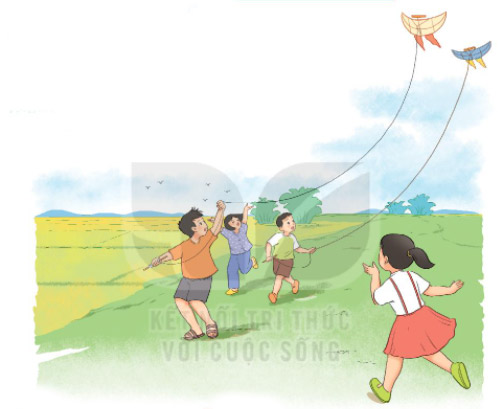 KẾT NỐI TRI THỨC
VỚI CUỘC SỐNG